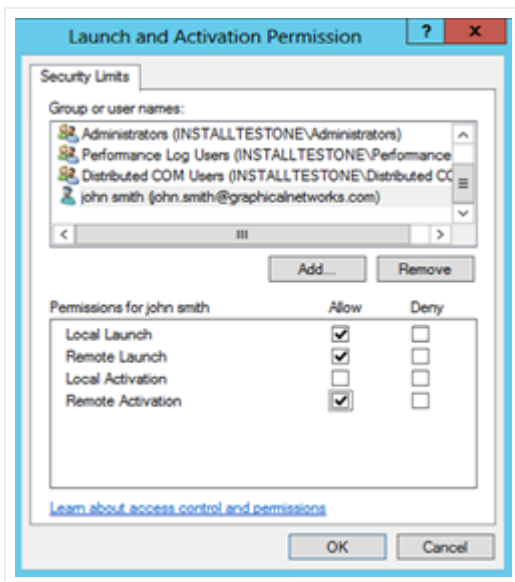 Launch and Activation Permission
? x
Security Limits
Group or user names:
Administrators (INSTALLTESTONE\Administrators)
Performance Log Users (INSTALLTESTONE\Performance
Distributed COM Users (INSTALLTESTONE\Distributed CO
john smith (john.smith@graphicalnetworks.com)
Add... Remove
Permissions for john smith Allow Deny
Local Launch
Remote Launch
Local Activation
Remote Activation
Learn about access control and permissions
OK Cancel